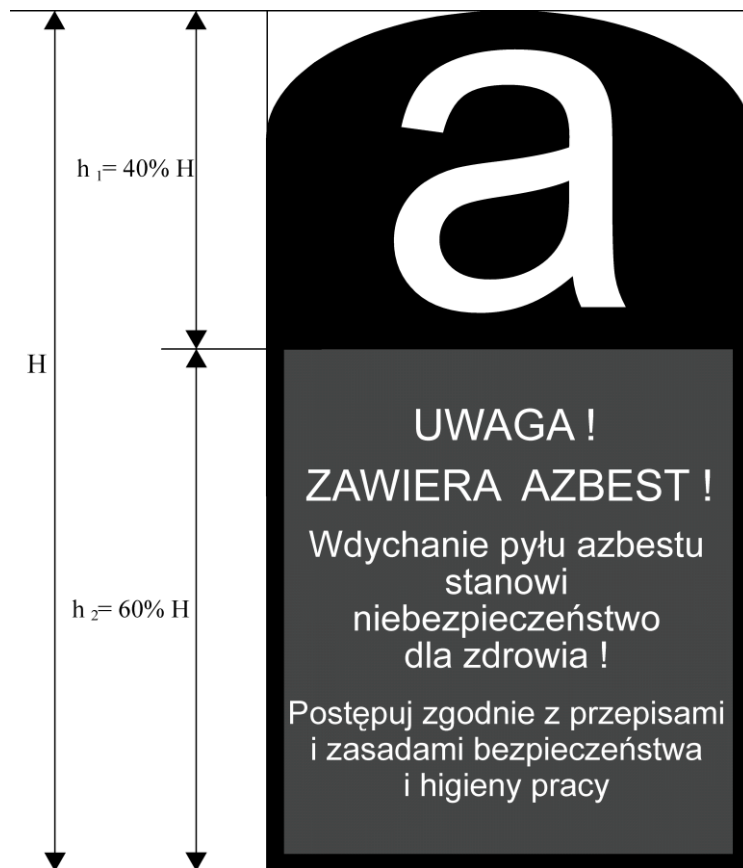 a
h 1= 40% H
H
UWAGA !
ZAWIERA AZBEST !
Wdychanie pyłu azbestu
stanowi
niebezpieczeństwo
dla zdrowia !
h 2= 60% H
Postępuj zgodnie z przepisami
i zasadami bezpieczeństwa
i higieny pracy